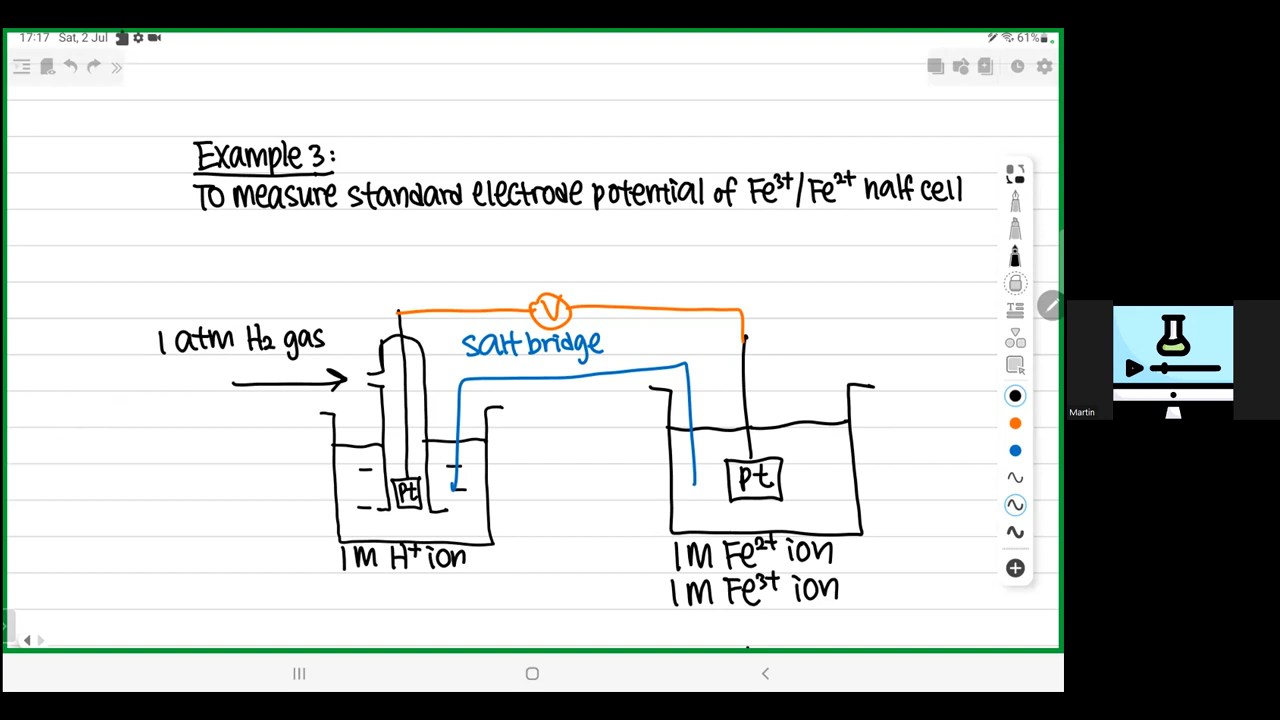 17:17 Sat, 2 Jul
61%
Example 3:
To measure standard electrode potential of Fe³⁺/Fe²⁺ half cell
V
1 atm H₂ gas
salt bridge
Pt
Pt
1 M H⁺ ion
1 M Fe²⁺ ion
1 M Fe³⁺ ion
Martin